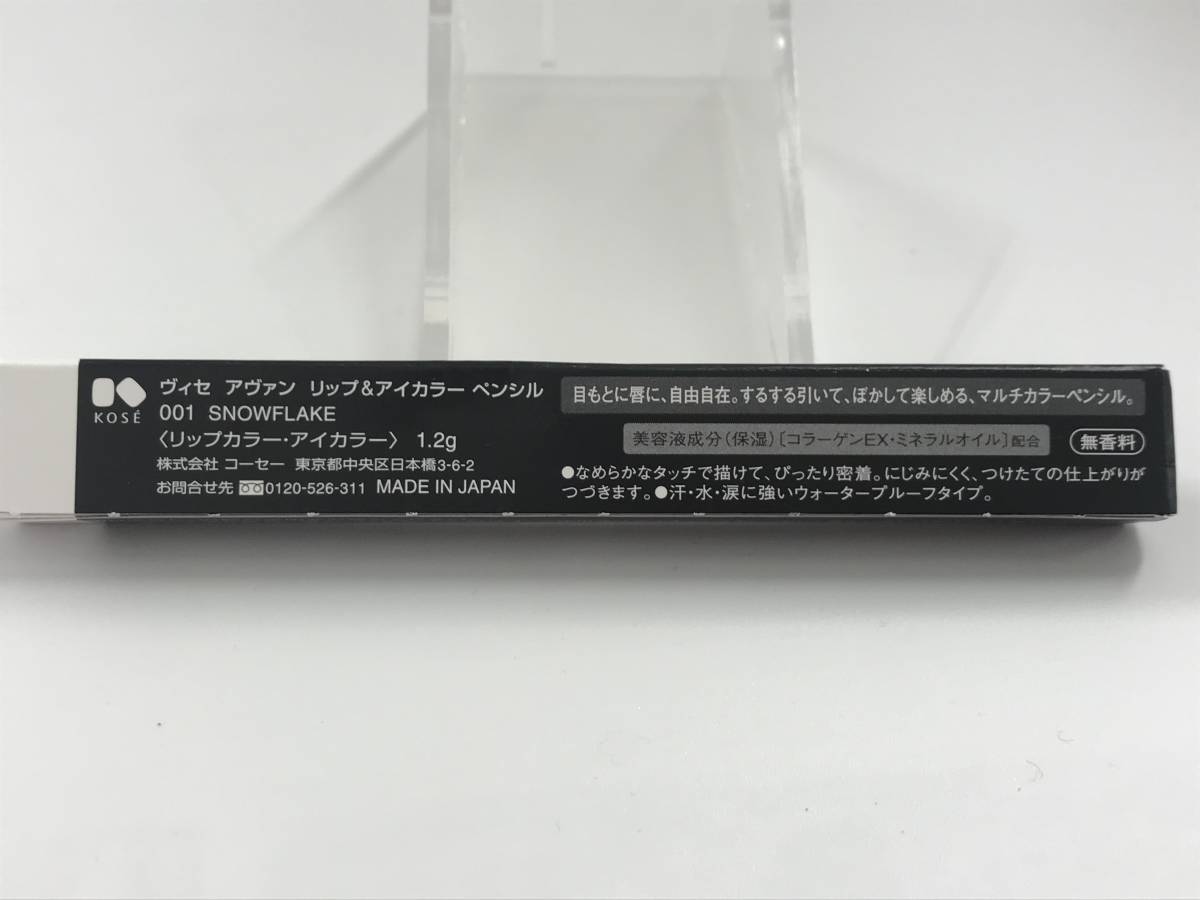 KOSÉ
ヴィセ アヴァン リップ&アイカラー ペンシル
001 SNOWFLAKE
〈リップカラー・アイカラー〉 1.2g
株式会社 コーセー 東京都中央区日本橋3-6-2
お問合せ先 0120-526-311 MADE IN JAPAN
目もとに唇に、自由自在。するする引いて、ぼかして楽しめる、マルチカラーペンシル。
美容液成分(保湿)[コラーゲンEX・ミネラルオイル]配合
無香料
●なめらかなタッチで描けて、ぴったり密着。にじみにくく、つけたての仕上がりが
つづきます。●汗・水・涙に強いウォータープルーフタイプ。